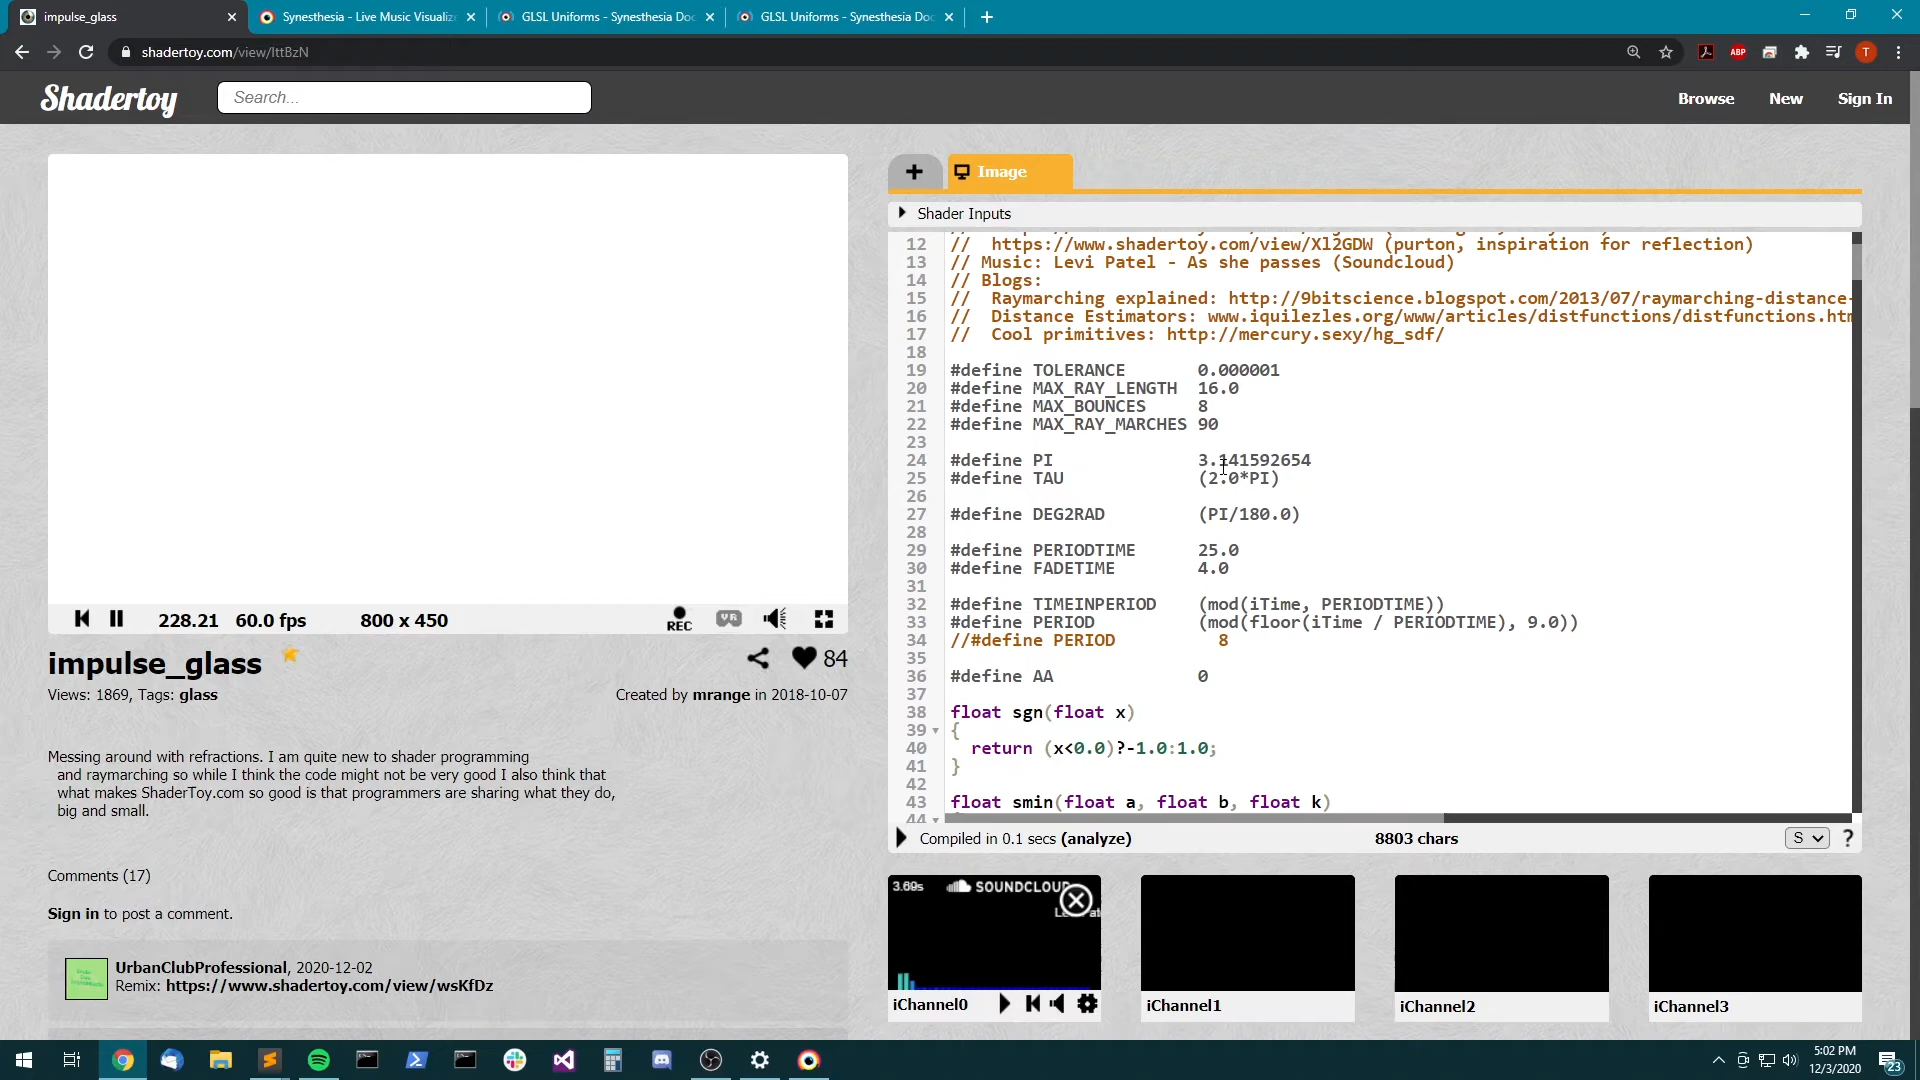 impulse_glass
Synesthesia - Live Music Visualize
GLSL Uniforms - Synesthesia Doc
GLSL Uniforms - Synesthesia Doc
shadertoy.com/view/lttBzN
ABP
T
Shadertoy
Search...
Browse
New
Sign In
Image
Shader Inputs
12 // https://www.shadertoy.com/view/Xl2GDW (purton, inspiration for reflection)
13 // Music: Levi Patel - As she passes (Soundcloud)
14 // Blogs:
15 // Raymarching explained: http://9bitscience.blogspot.com/2013/07/raymarching-distance-
16 // Distance Estimators: www.iquilezles.org/www/articles/distfunctions/distfunctions.htm
17 // Cool primitives: http://mercury.sexy/hg_sdf/
18
19 #define TOLERANCE 0.000001
20 #define MAX_RAY_LENGTH 16.0
21 #define MAX_BOUNCES 8
22 #define MAX_RAY_MARCHES 90
23
24 #define PI 3.141592654
25 #define TAU (2.0*PI)
26
27 #define DEG2RAD (PI/180.0)
28
29 #define PERIODTIME 25.0
30 #define FADETIME 4.0
31
32 #define TIMEINPERIOD (mod(iTime, PERIODTIME))
33 #define PERIOD (mod(floor(iTime / PERIODTIME), 9.0))
34 //#define PERIOD 8
35
36 #define AA 0
37
38 float sgn(float x)
39 {
40 return (x<0.0)?-1.0:1.0;
41 }
42
43 float smin(float a, float b, float k)
44
228.21 60.0 fps 800 x 450
REC
VR
impulse_glass
84
Views: 1869, Tags: glass
Created by mrange in 2018-10-07
Messing around with refractions. I am quite new to shader programming
and raymarching so while I think the code might not be very good I also think that
what makes ShaderToy.com so good is that programmers are sharing what they do,
big and small.
Comments (17)
Sign in to post a comment.
UrbanClubProfessional, 2020-12-02
Remix: https://www.shadertoy.com/view/wsKfDz
Compiled in 0.1 secs (analyze)
8803 chars
S
?
3.69s
SOUNDCLOUD
iChannel0
iChannel1
iChannel2
iChannel3
5:02 PM
12/3/2020
23